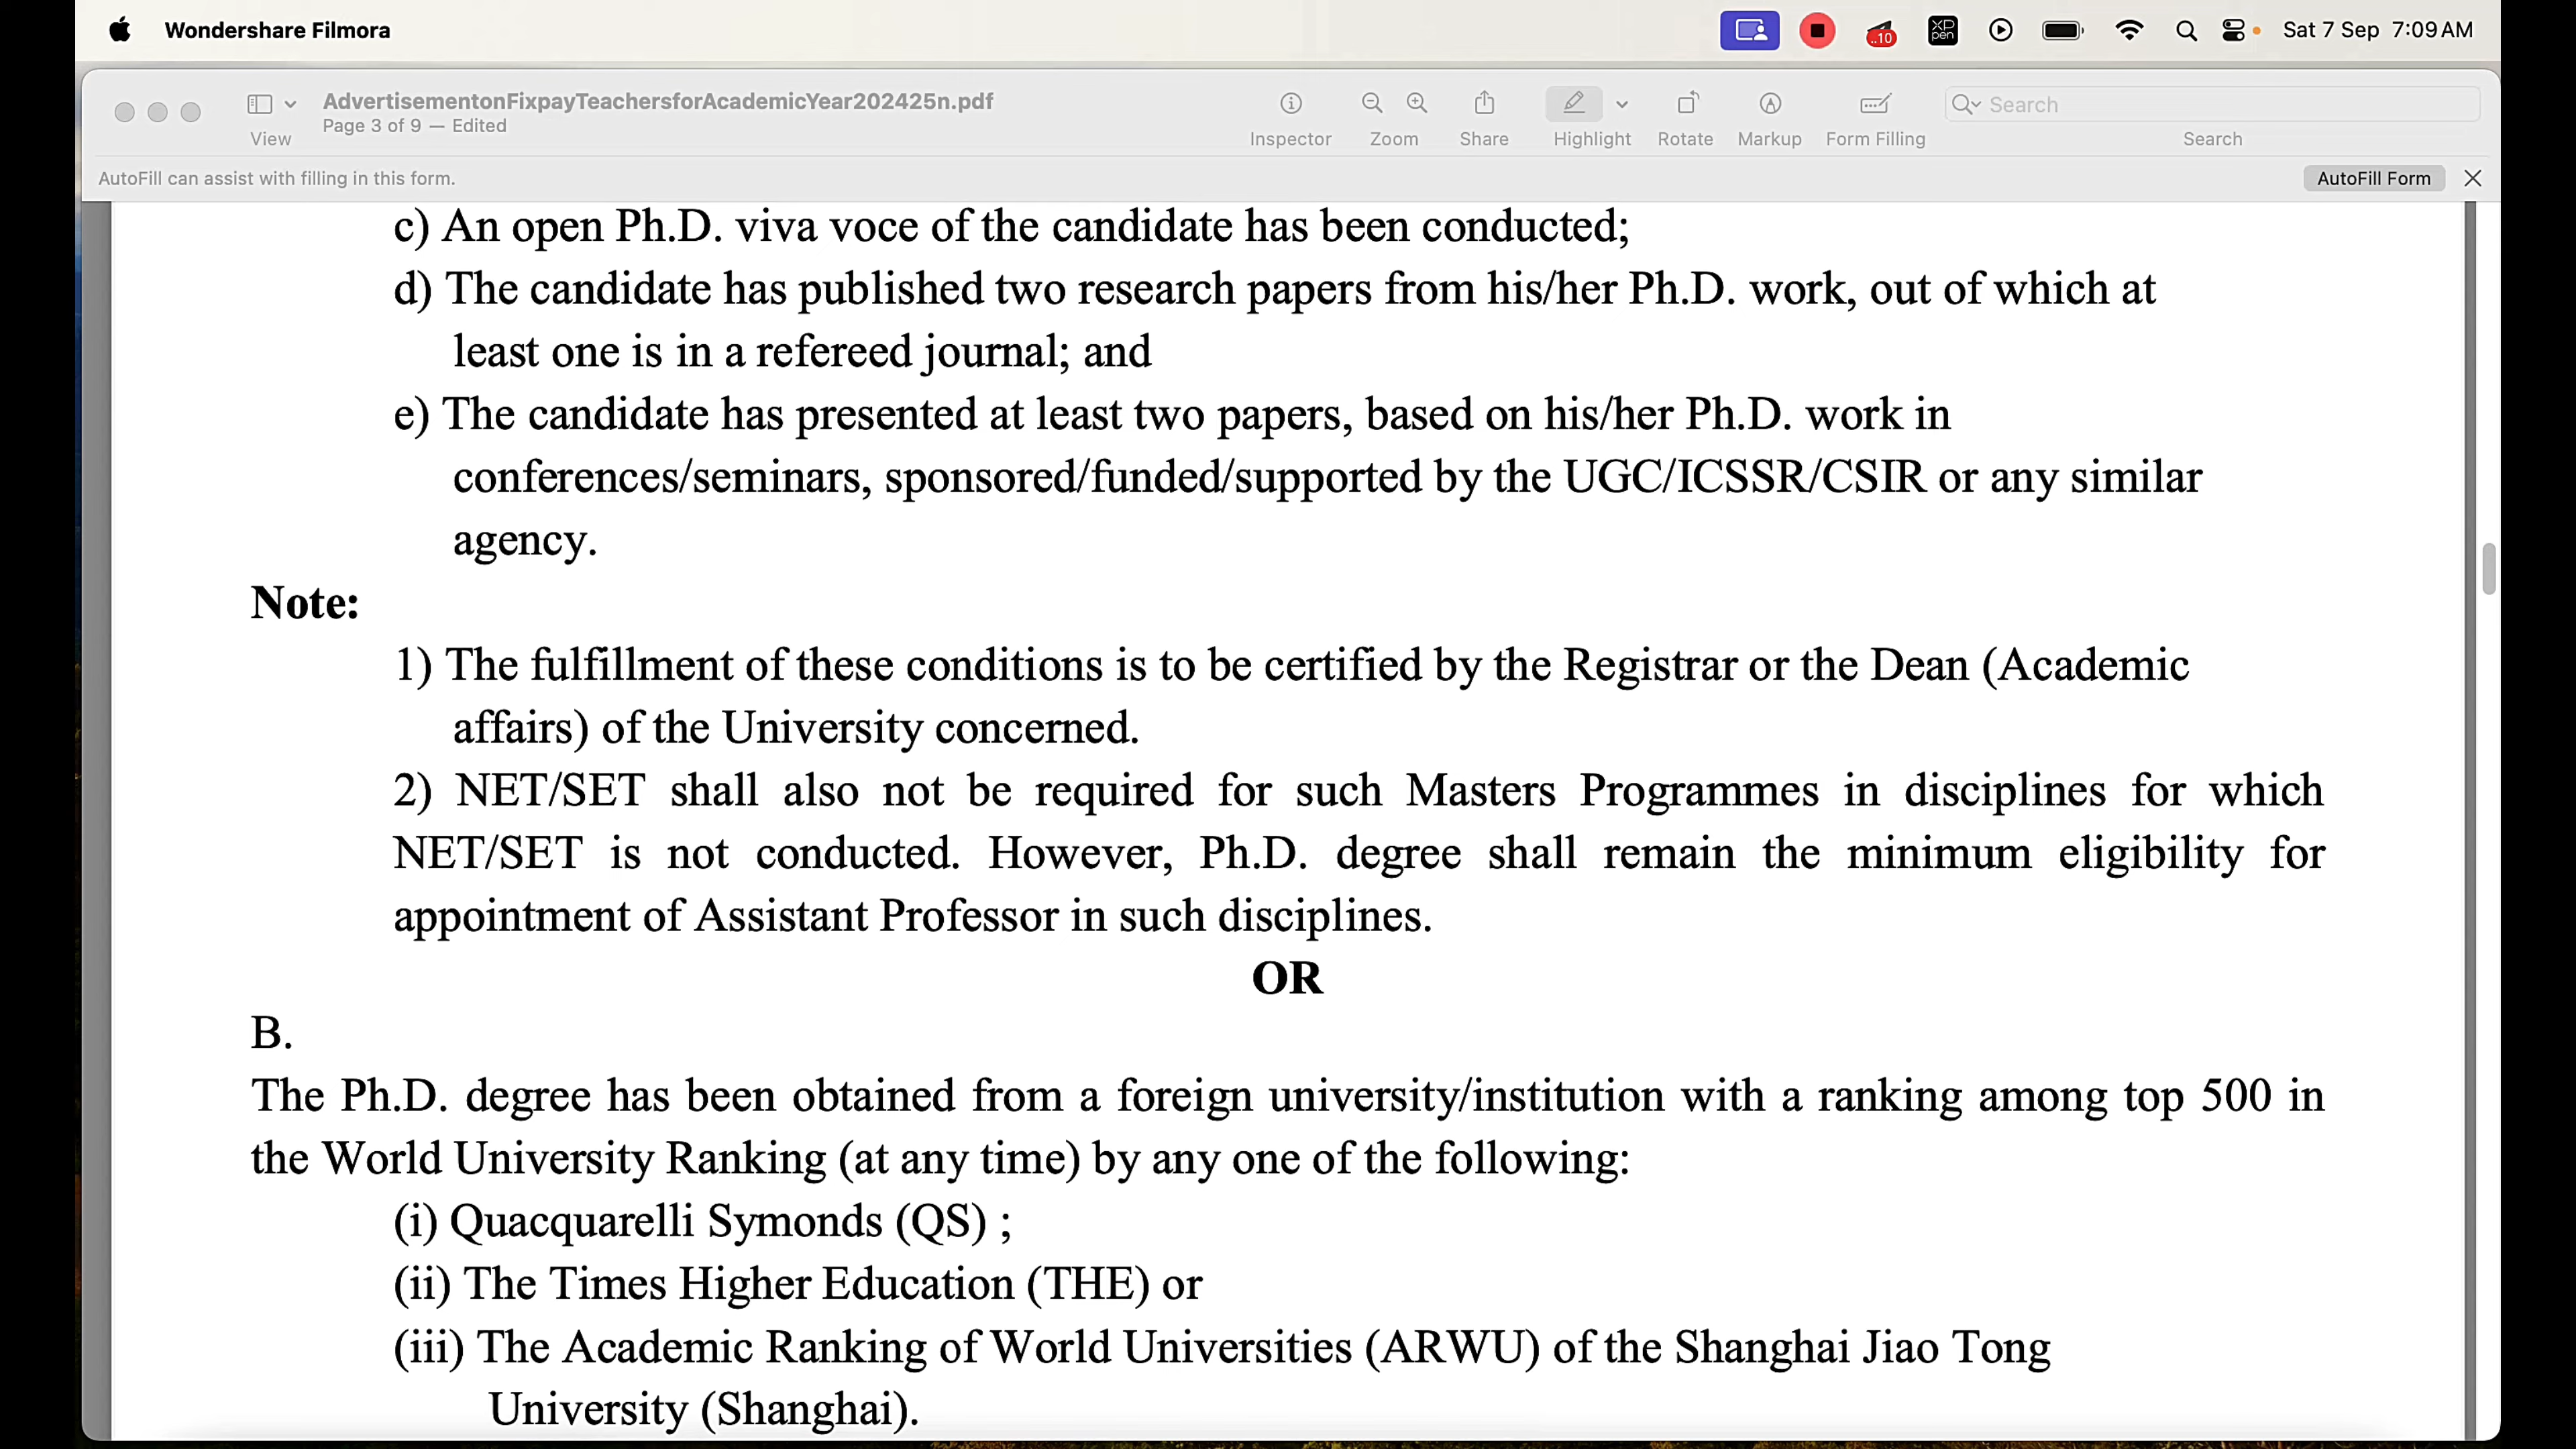 Wondershare Filmora
..10
XP
pen
Sat 7 Sep 7:09 AM
AdvertisementonFixpayTeachersforAcademicYear202425n.pdf
Page 3 of 9 — Edited
View
Inspector
Zoom
Share
Highlight
Rotate
Markup
Form Filling
Search
Search
AutoFill can assist with filling in this form.
AutoFill Form
c) An open Ph.D. viva voce of the candidate has been conducted;
d) The candidate has published two research papers from his/her Ph.D. work, out of which at
least one is in a refereed journal; and
e) The candidate has presented at least two papers, based on his/her Ph.D. work in
conferences/seminars, sponsored/funded/supported by the UGC/ICSSR/CSIR or any similar
agency.
Note:
1) The fulfillment of these conditions is to be certified by the Registrar or the Dean (Academic
affairs) of the University concerned.
2) NET/SET shall also not be required for such Masters Programmes in disciplines for which
NET/SET is not conducted. However, Ph.D. degree shall remain the minimum eligibility for
appointment of Assistant Professor in such disciplines.
OR
B.
The Ph.D. degree has been obtained from a foreign university/institution with a ranking among top 500 in
the World University Ranking (at any time) by any one of the following:
(i) Quacquarelli Symonds (QS) ;
(ii) The Times Higher Education (THE) or
(iii) The Academic Ranking of World Universities (ARWU) of the Shanghai Jiao Tong
University (Shanghai).